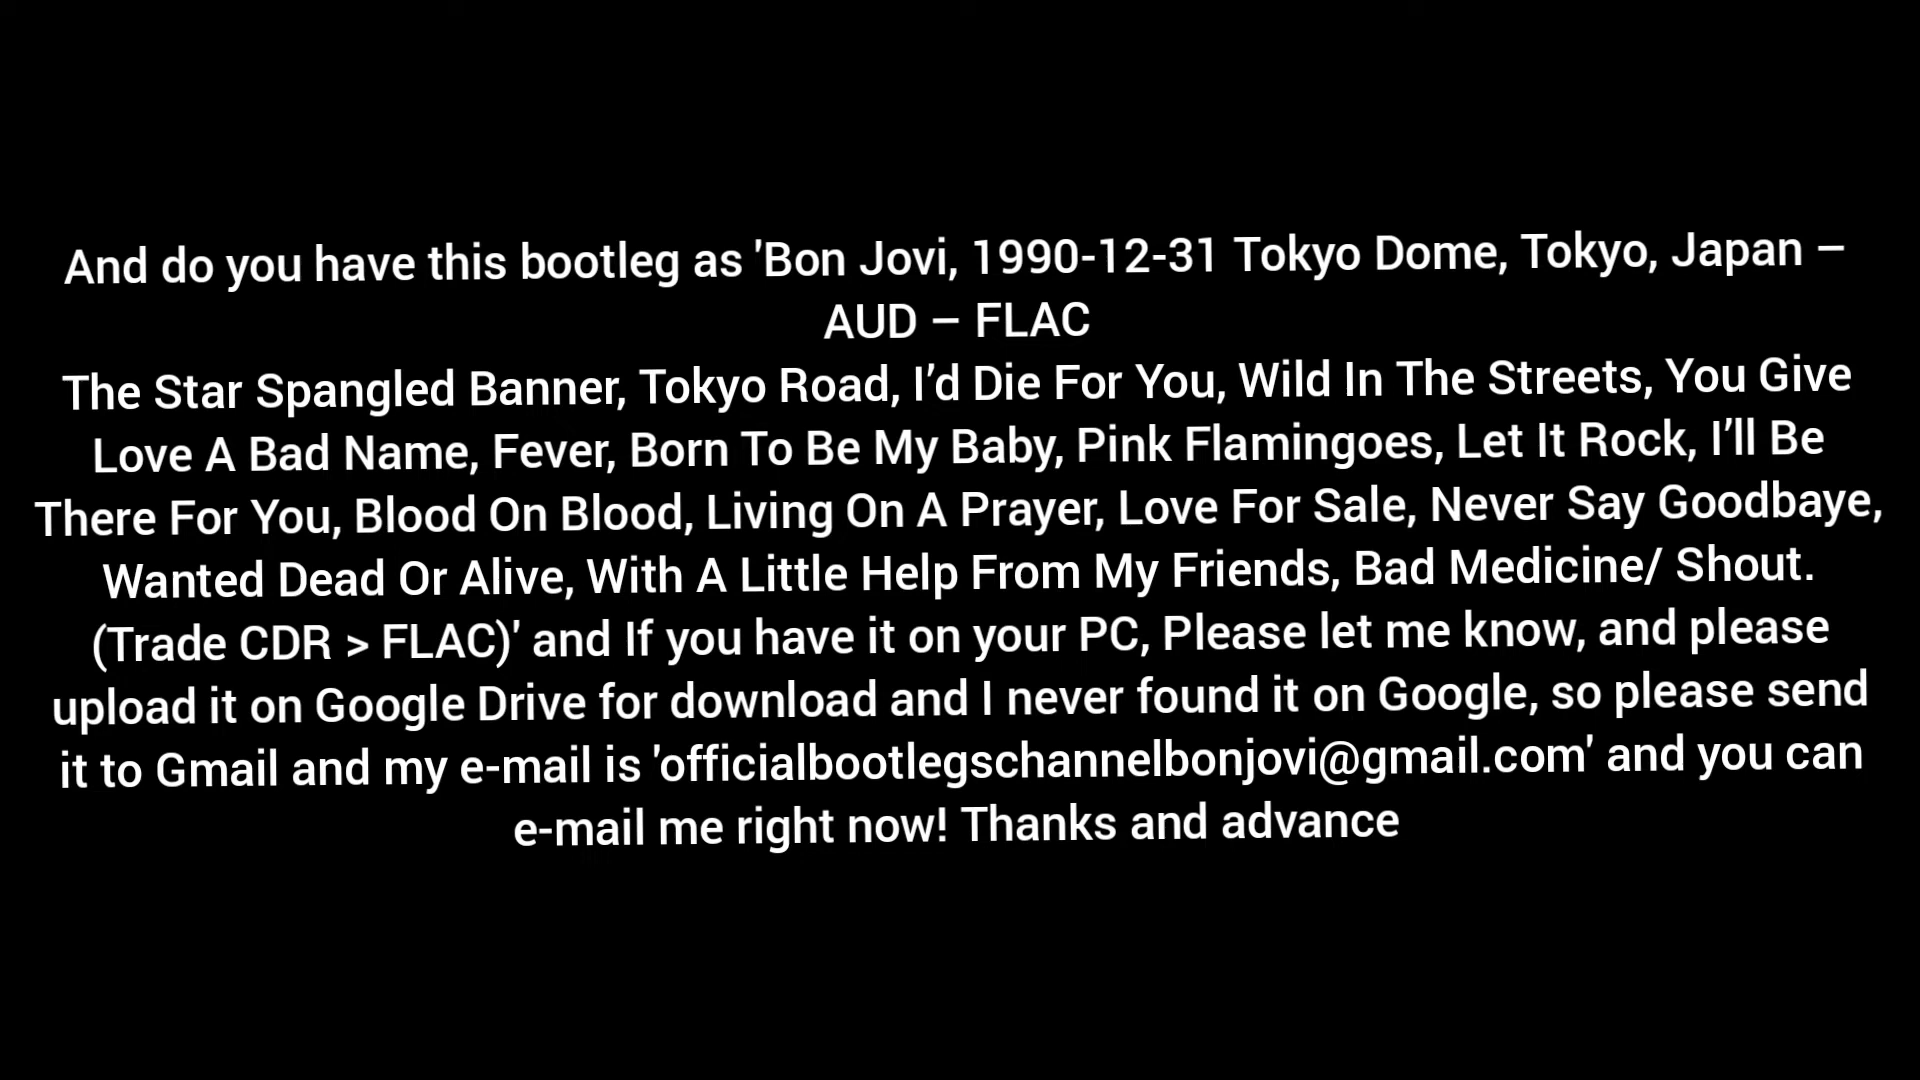 And do you have this bootleg as 'Bon Jovi, 1990-12-31 Tokyo Dome, Tokyo, Japan –
AUD – FLAC
The Star Spangled Banner, Tokyo Road, I’d Die For You, Wild In The Streets, You Give
Love A Bad Name, Fever, Born To Be My Baby, Pink Flamingoes, Let It Rock, I’ll Be
There For You, Blood On Blood, Living On A Prayer, Love For Sale, Never Say Goodbaye,
Wanted Dead Or Alive, With A Little Help From My Friends, Bad Medicine/ Shout.
(Trade CDR > FLAC)' and If you have it on your PC, Please let me know, and please
upload it on Google Drive for download and I never found it on Google, so please send
it to Gmail and my e-mail is 'officialbootlegschannelbonjovi@gmail.com' and you can
e-mail me right now! Thanks and advance